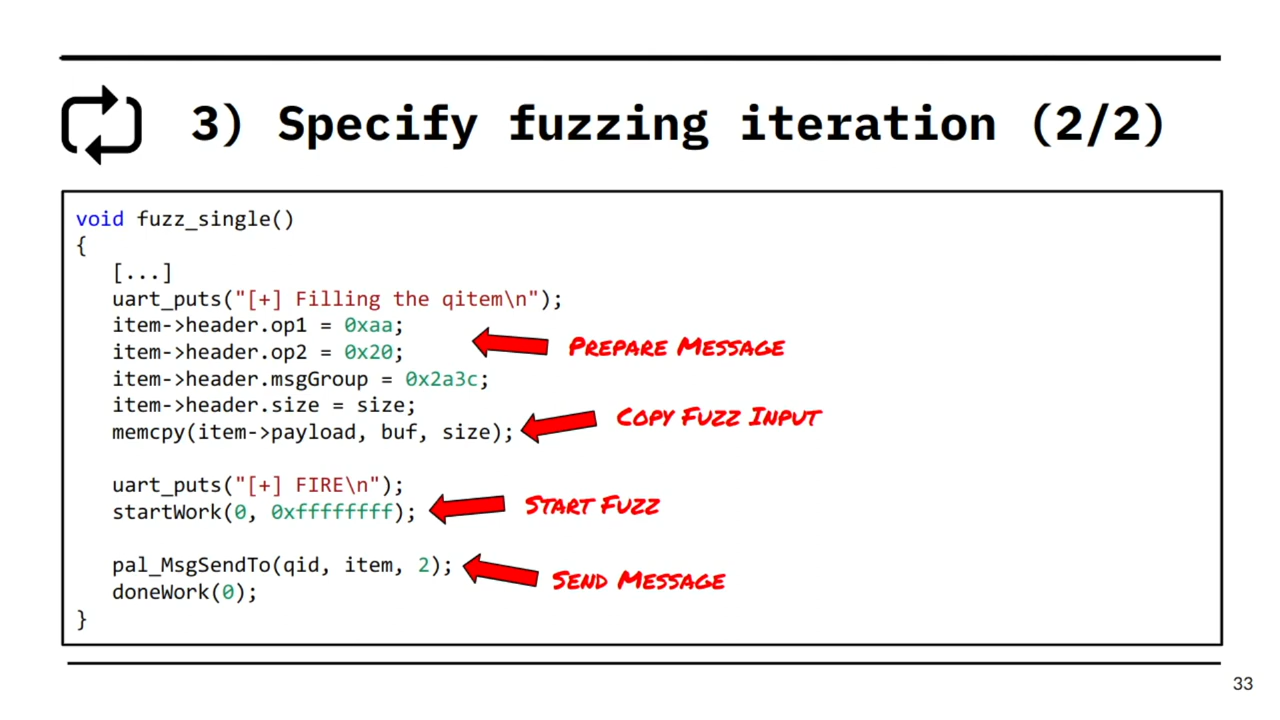 3) Specify fuzzing iteration (2/2)
void fuzz_single()
{
[...]
uart_puts("[+] Filling the qitem\n");
item->header.op1 = 0xaa;
item->header.op2 = 0x20;
PREPARE MESSAGE
item->header.msgGroup = 0x2a3c;
item->header.size = size;
COPY FUZZ INPUT
memcpy(item->payload, buf, size);
uart_puts("[+] FIRE\n");
startWork(0, 0xffffffff);
START FUZZ
pal_MsgSendTo(qid, item, 2);
SEND MESSAGE
doneWork(0);
}
33